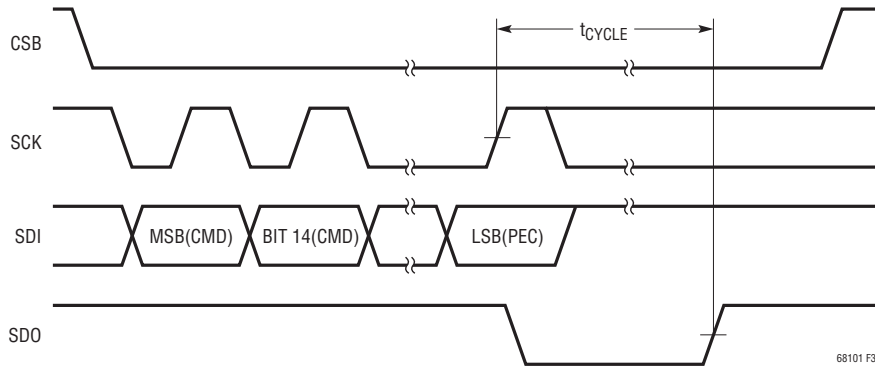 CSB
tCYCLE
SCK
SDI
MSB(CMD)
BIT 14(CMD)
LSB(PEC)
SDO
68101 F3